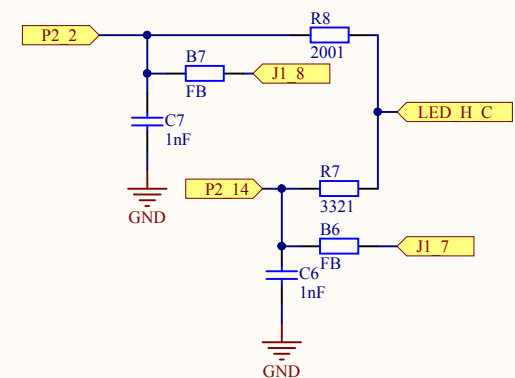 R8
P2_2
2001
B7
J1_8
FB
C7
1nF
LED_H_C
GND
R7
P2_14
3321
B6
J1_7
FB
C6
1nF
GND